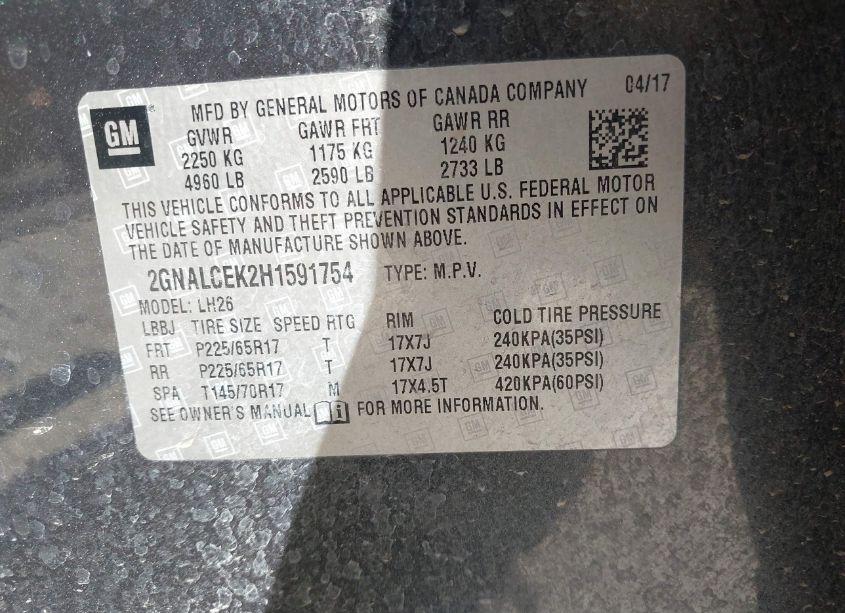 GM
MFD BY GENERAL MOTORS OF CANADA COMPANY 04/17
GVWR GAWR FRT GAWR RR
2250 KG 1175 KG 1240 KG
4960 LB 2590 LB 2733 LB
THIS VEHICLE CONFORMS TO ALL APPLICABLE U.S. FEDERAL MOTOR
VEHICLE SAFETY AND THEFT PREVENTION STANDARDS IN EFFECT ON
THE DATE OF MANUFACTURE SHOWN ABOVE.
2GNALCEK2H1591754 TYPE: M.P.V.
MODEL: LH26
LBBJ TIRE SIZE SPEED RTG RIM COLD TIRE PRESSURE
FRT P225/65R17 T 17X7J 240KPA(35PSI)
RR P225/65R17 T 17X7J 240KPA(35PSI)
SPA T145/70R17 M 17X4.5T 420KPA(60PSI)
SEE OWNER'S MANUAL FOR MORE INFORMATION.